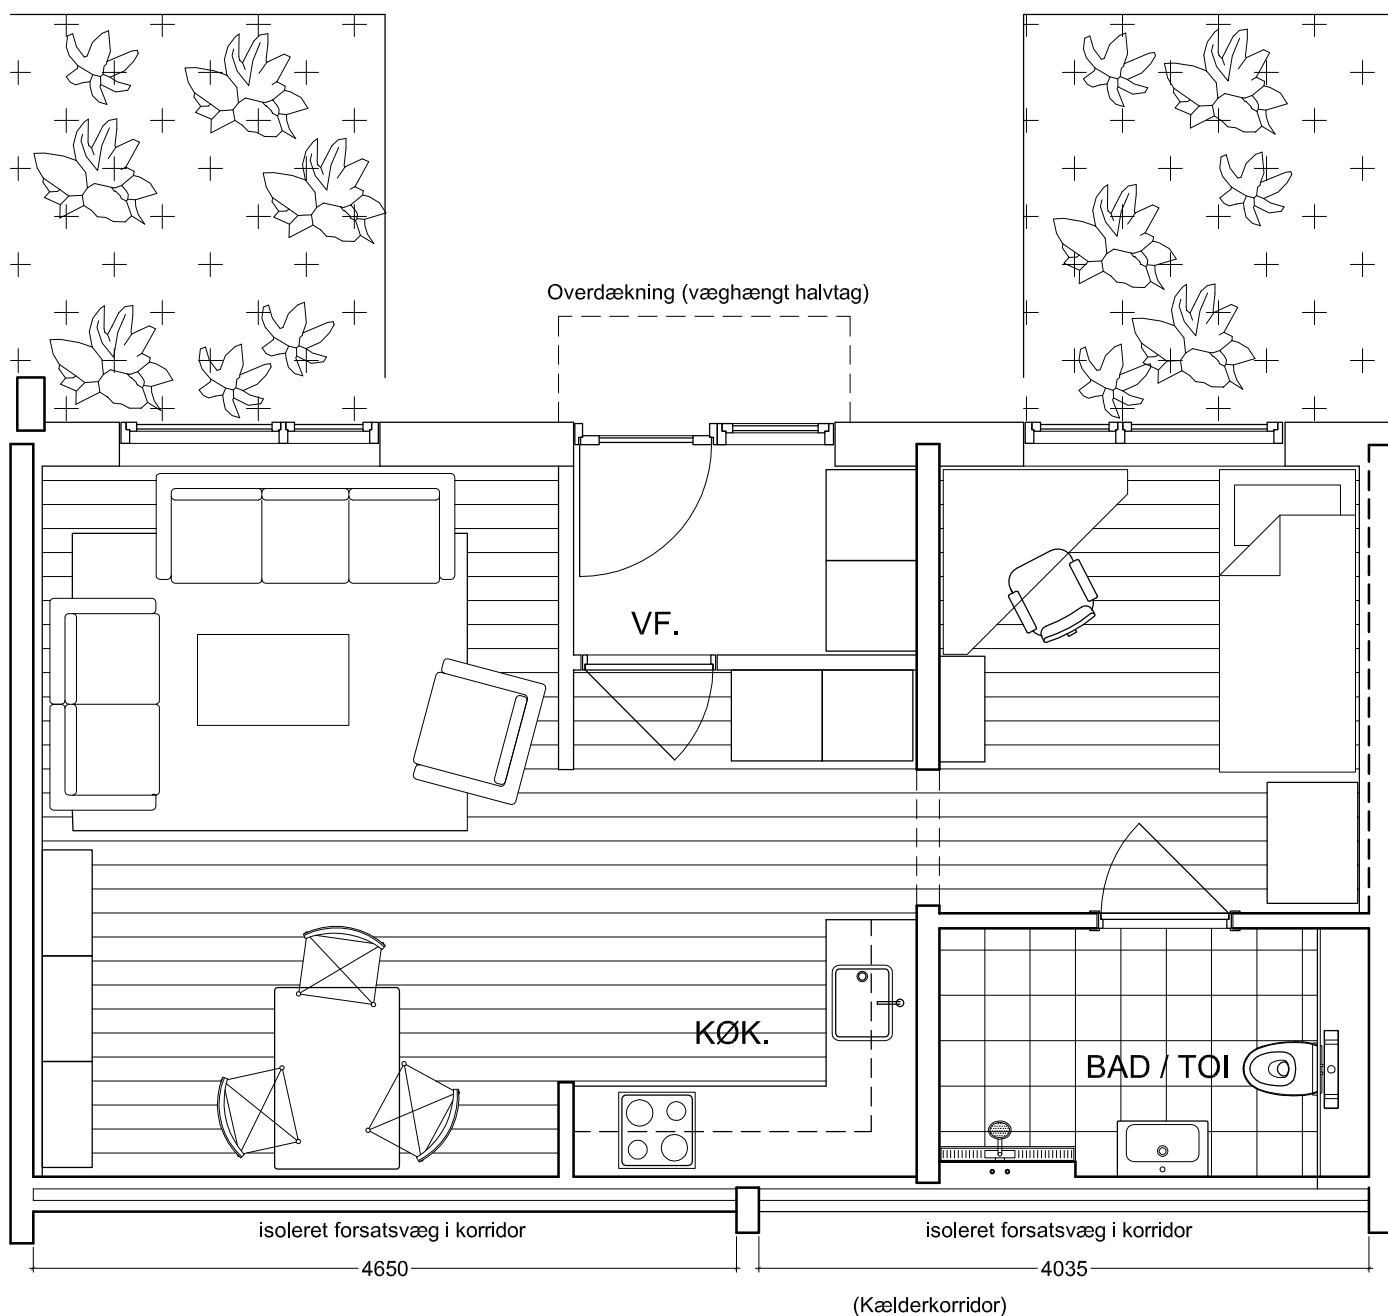 Overdækning (væghængt halvtag)
VF.
KØK.
BAD / TOI
isoleret forsatsvæg i korridor
isoleret forsatsvæg i korridor
4650
4035
(Kælderkorridor)